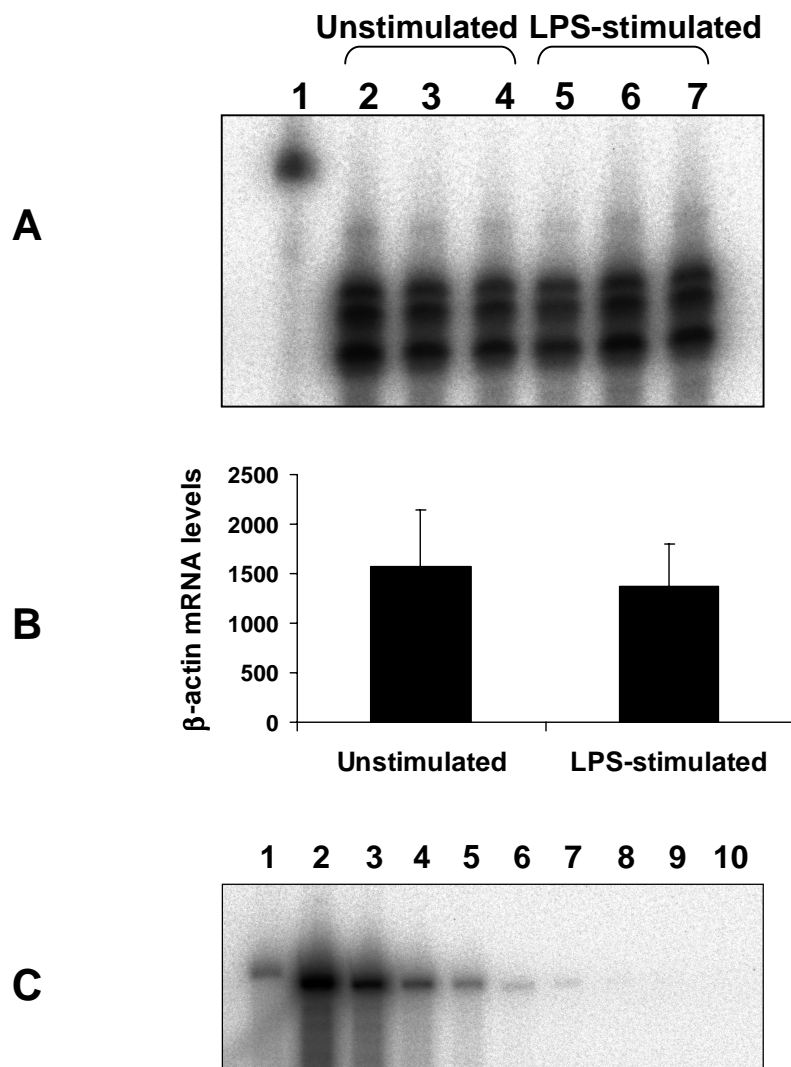 Unstimulated LPS-stimulated
1 2 3 4 5 6 7
A
2500
2000
1500
1000
500
0
β-actin mRNA levels
B
Unstimulated LPS-stimulated
1 2 3 4 5 6 7 8 9 10
C